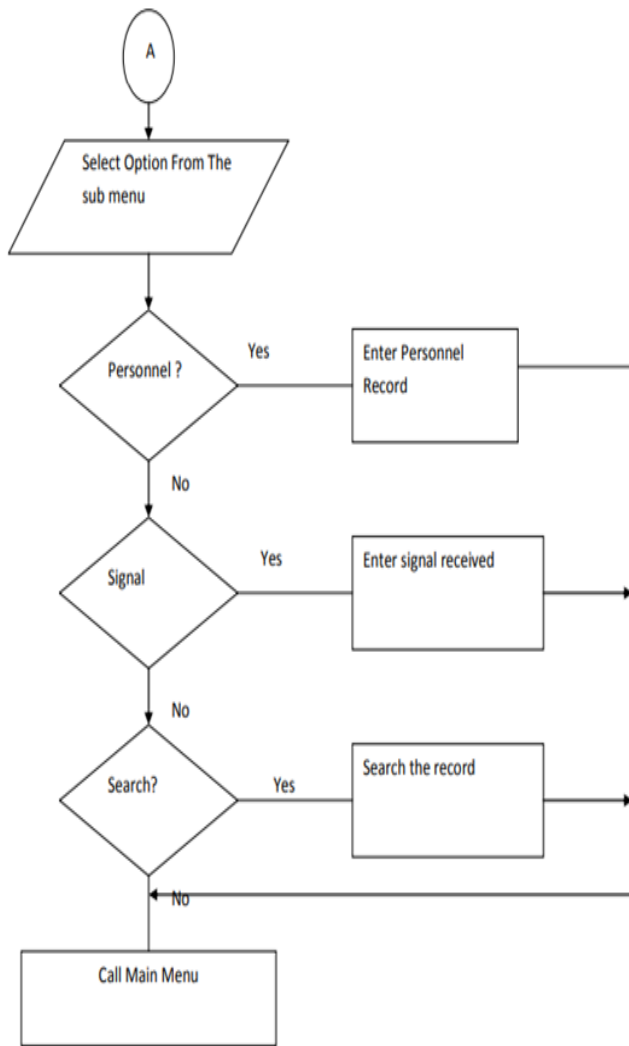 A
Select Option From The
sub menu
Personnel ?
Yes
Enter Personnel
Record
No
Signal
Yes
Enter signal received
No
Search?
Yes
Search the record
No
Call Main Menu